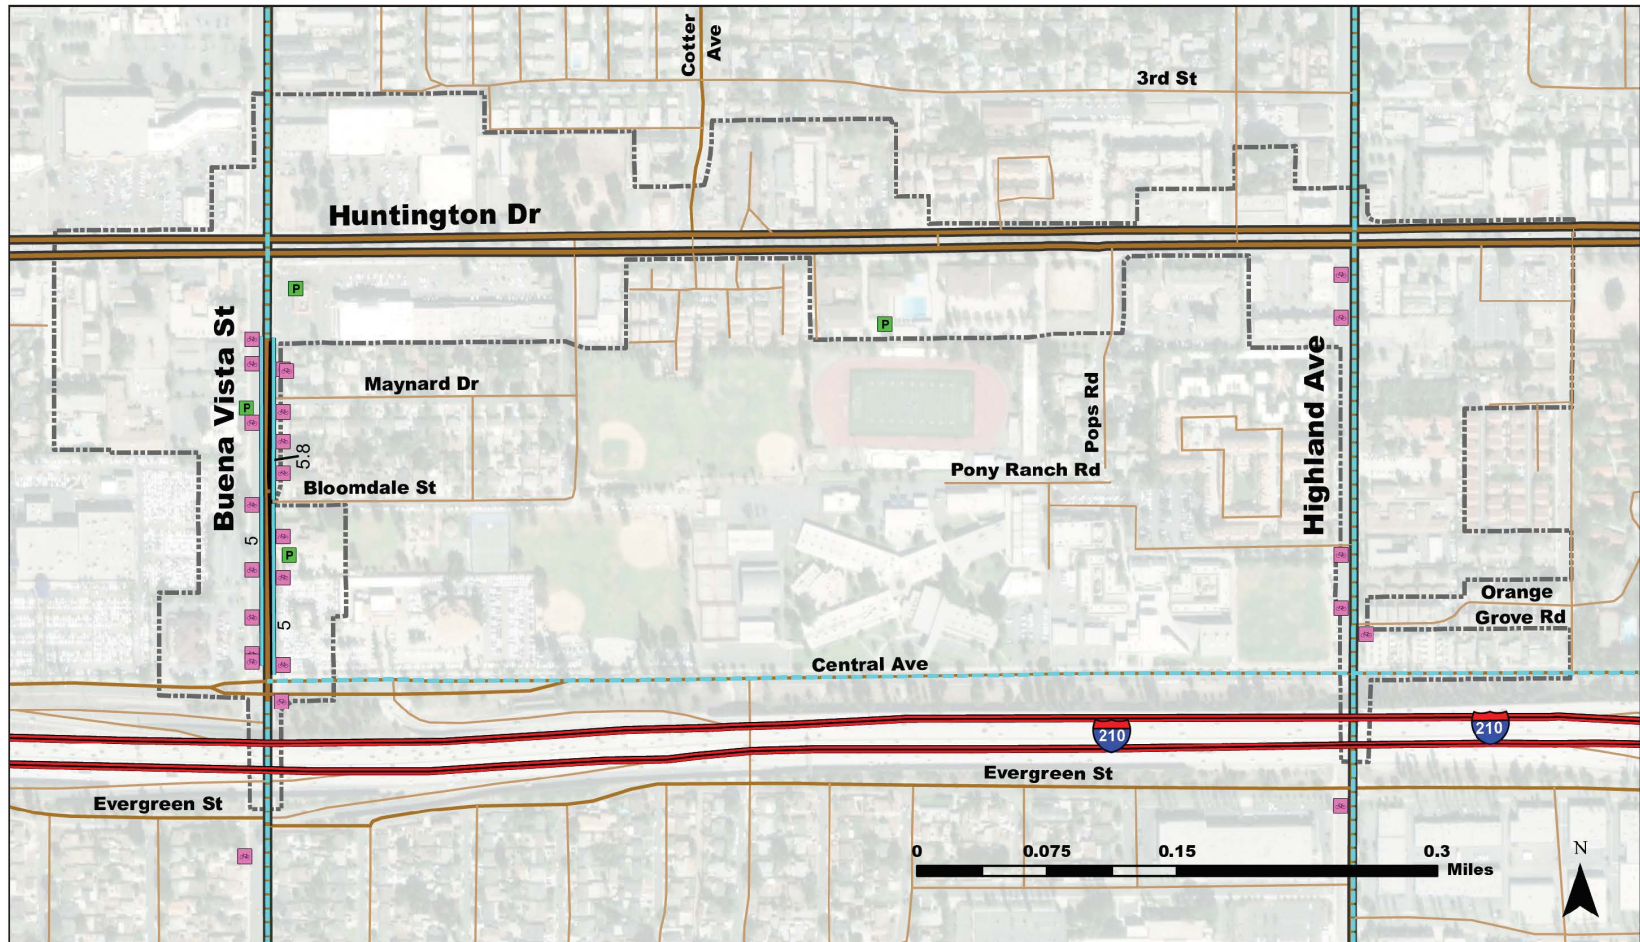 Cotter
Ave
3rd St
Huntington Dr
P
P
Buena Vista St
Maynard Dr
P
5.8
Bloomdale St
Pops Rd
Pony Ranch Rd
Highland Ave
5
P
5
Orange
Grove Rd
Central Ave
210
210
Evergreen St
Evergreen St
0
0.075
0.15
0.3
Miles
N